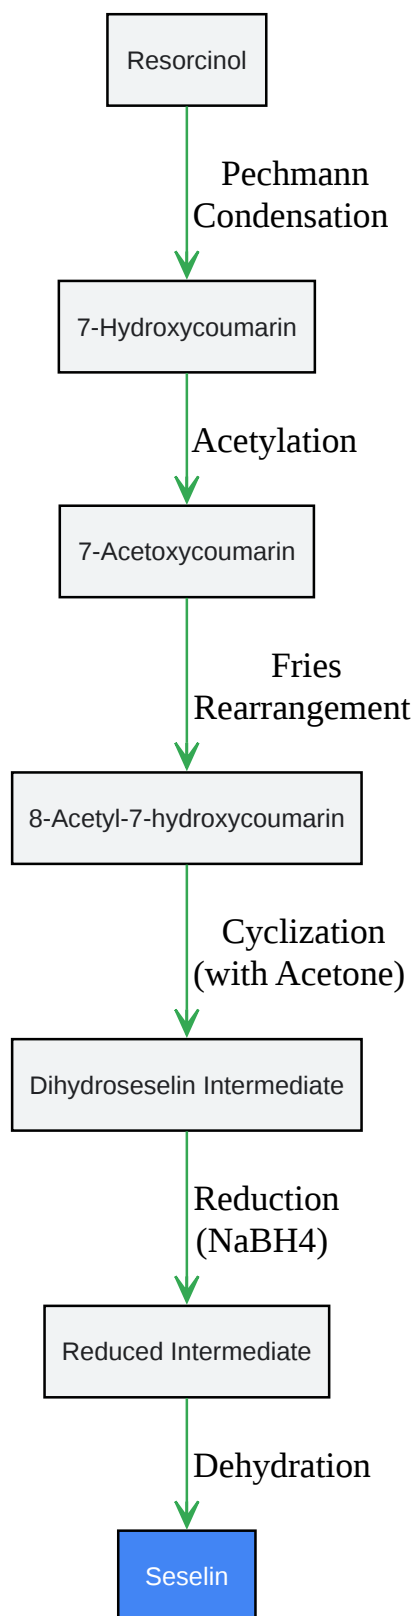 Resorcinol
Pechmann
Condensation
7-Hydroxycoumarin
Acetylation
7-Acetoxycoumarin
Fries
Rearrangement
8-Acetyl-7-hydroxycoumarin
Cyclization
(with Acetone)
Dihydroseselin Intermediate
Reduction
(NaBH4)
Reduced Intermediate
Dehydration
Seselin